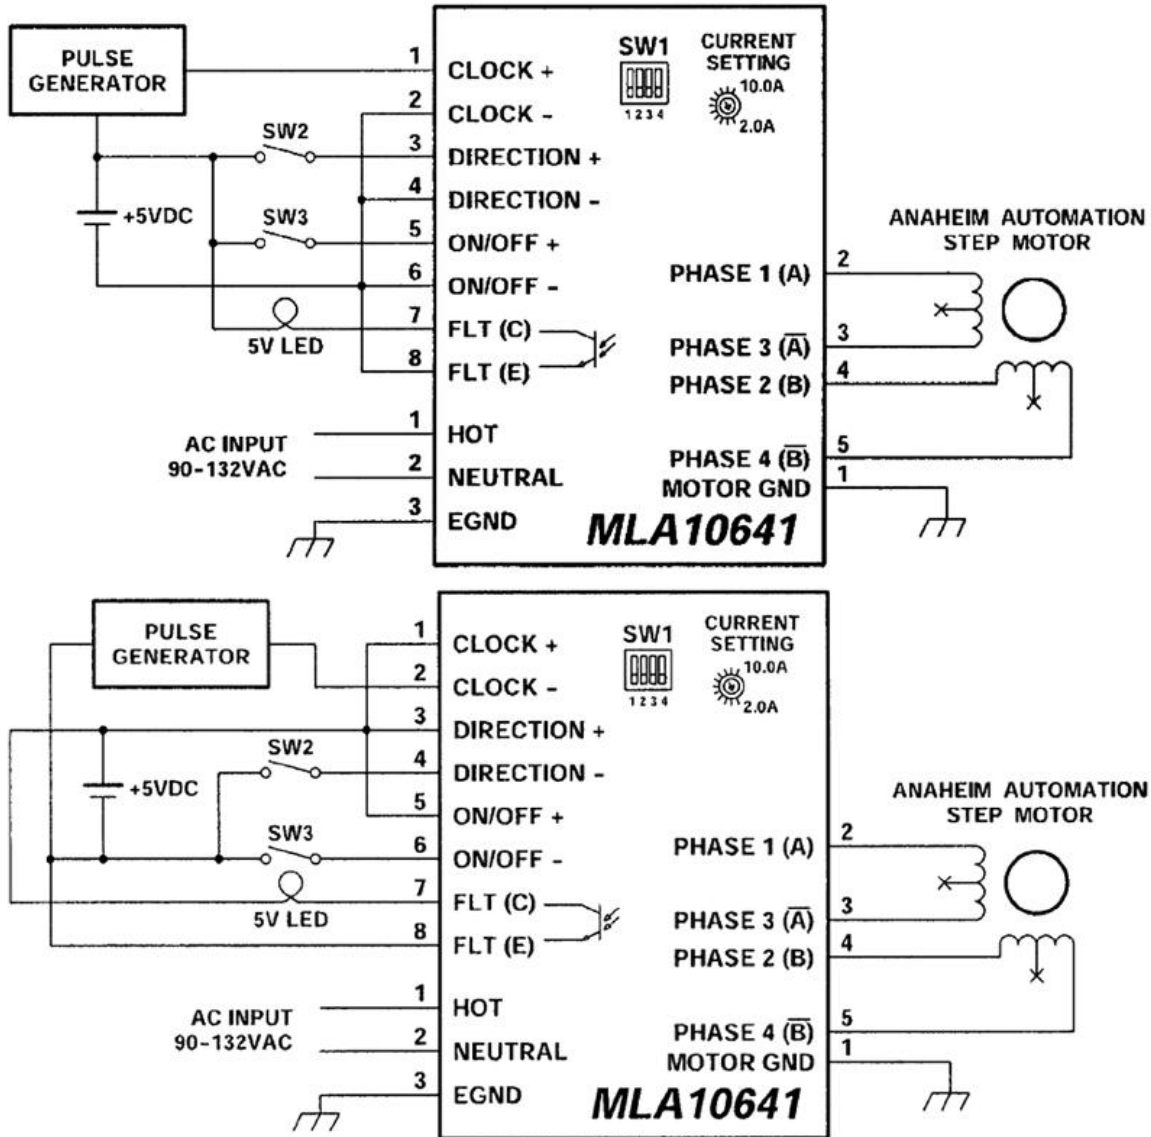 PULSE
GENERATOR
+5VDC
SW2
SW3
5V LED
AC INPUT
90-132VAC
1 CLOCK +
2 CLOCK -
3 DIRECTION +
4 DIRECTION -
5 ON/OFF +
6 ON/OFF -
7 FLT (C)
8 FLT (E)
1 HOT
2 NEUTRAL
3 EGND
SW1
1 2 3 4
CURRENT
SETTING
10.0A
2.0A
PHASE 1 (A) 2
PHASE 3 (A̅) 3
PHASE 2 (B) 4
PHASE 4 (B̅) 5
MOTOR GND 1
MLA10641
ANAHEIM AUTOMATION
STEP MOTOR
PULSE
GENERATOR
+5VDC
SW2
SW3
5V LED
AC INPUT
90-132VAC
1 CLOCK +
2 CLOCK -
3 DIRECTION +
4 DIRECTION -
5 ON/OFF +
6 ON/OFF -
7 FLT (C)
8 FLT (E)
1 HOT
2 NEUTRAL
3 EGND
SW1
1 2 3 4
CURRENT
SETTING
10.0A
2.0A
PHASE 1 (A) 2
PHASE 3 (A̅) 3
PHASE 2 (B) 4
PHASE 4 (B̅) 5
MOTOR GND 1
MLA10641
ANAHEIM AUTOMATION
STEP MOTOR